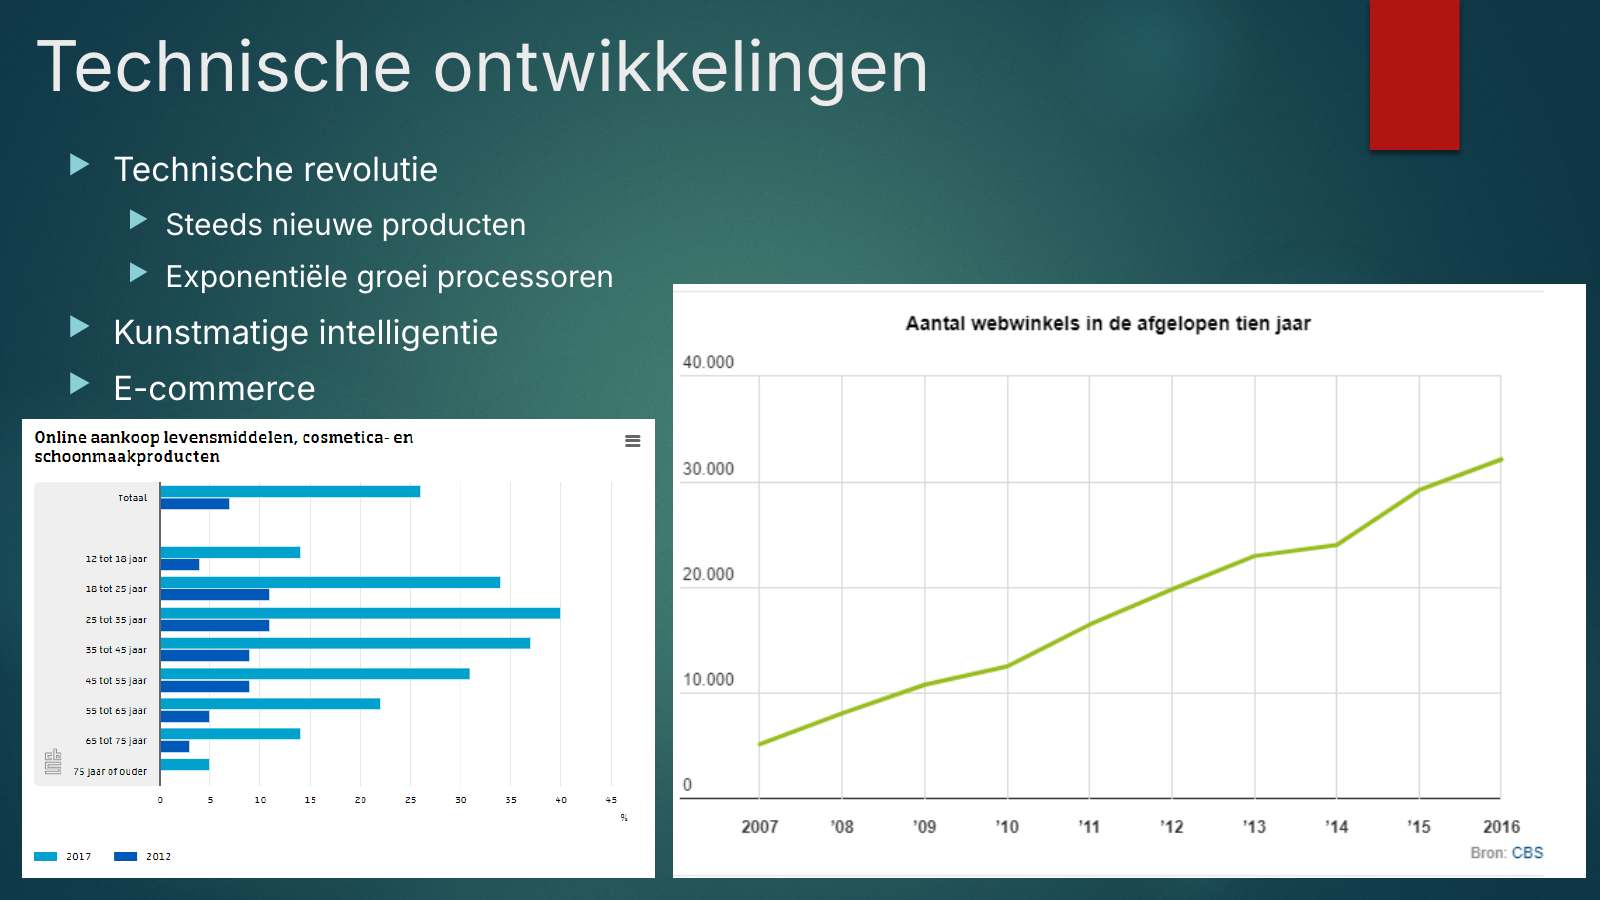 Technische ontwikkelingen
Technische revolutie
Steeds nieuwe producten
Exponentiële groei processoren
Kunstmatige intelligentie
E-commerce
Online aankoop levensmiddelen, cosmetica- en
schoonmaakproducten
Totaal
12 tot 18 jaar
18 tot 25 jaar
25 tot 35 jaar
35 tot 45 jaar
45 tot 55 jaar
55 tot 65 jaar
65 tot 75 jaar
75 jaar of ouder
0 5 10 15 20 25 30 35 40 45
%
2017 2012
Aantal webwinkels in de afgelopen tien jaar
40.000
30.000
20.000
10.000
0
2007 '08 '09 '10 '11 '12 '13 '14 '15 2016
Bron: CBS